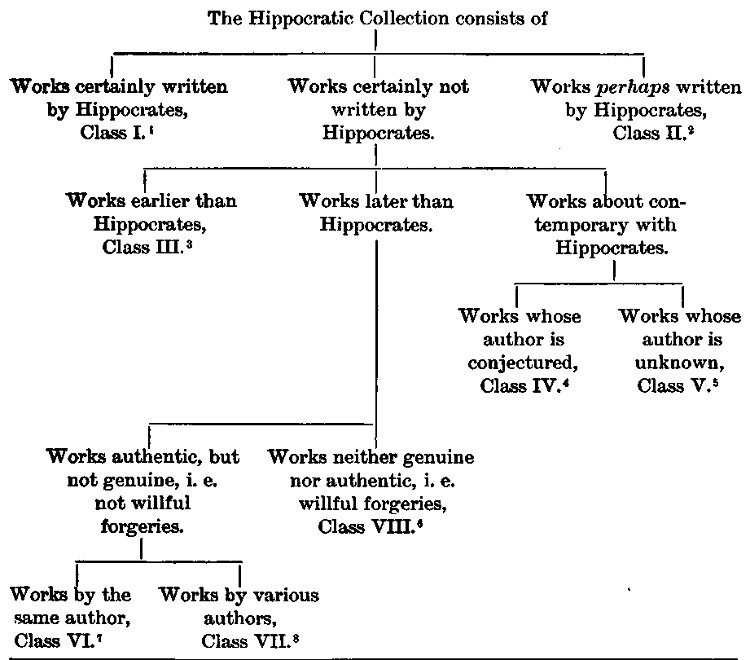 The Hippocratic Collection consists of
Works certainly written
by Hippocrates,
Class I.¹
Works certainly not
written by
Hippocrates.
Works perhaps written
by Hippocrates,
Class II.²
Works earlier than
Hippocrates,
Class III.³
Works later than
Hippocrates.
Works about con-
temporary with
Hippocrates.
Works whose
author is
conjectured,
Class IV.⁴
Works whose
author is
unknown,
Class V.⁵
Works authentic, but
not genuine, i. e.
not willful
forgeries.
Works neither genuine
nor authentic, i. e.
willful forgeries,
Class VIII.⁶
Works by the
same author,
Class VI.⁷
Works by various
authors,
Class VII.⁸